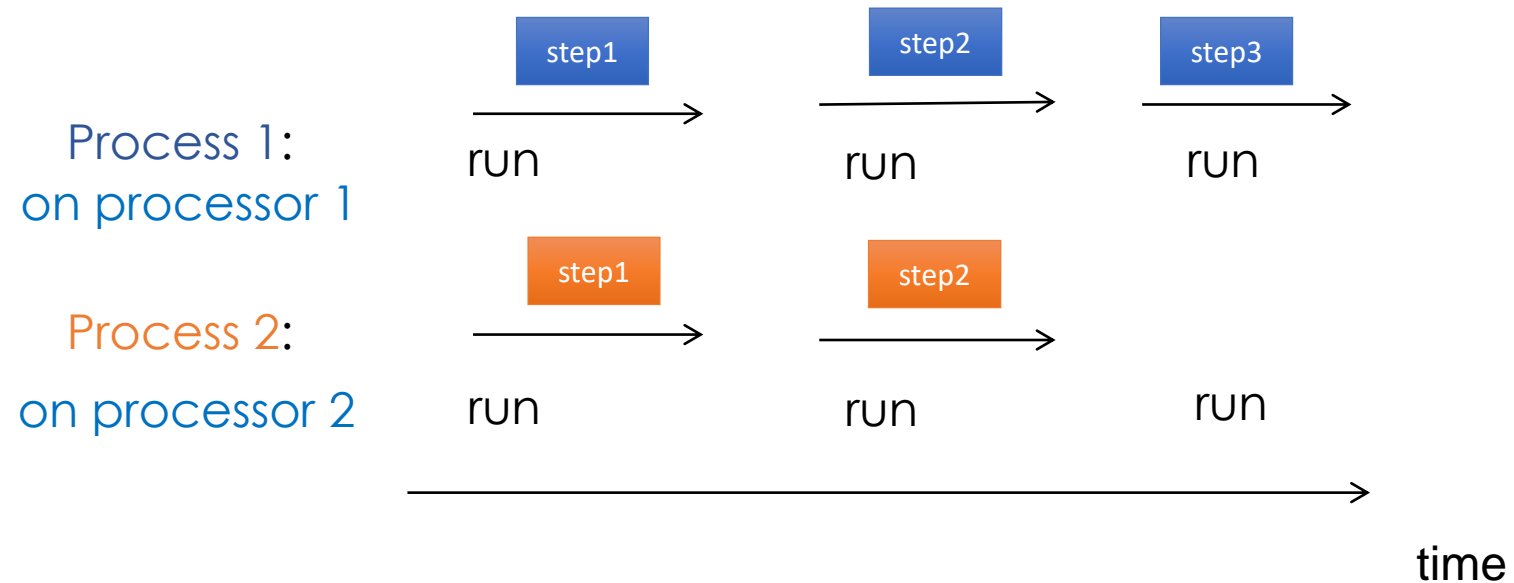 step1 step2 step3
Process 1:
run run run
on processor 1
step1 step2
Process 2:
on processor 2 run run run
time